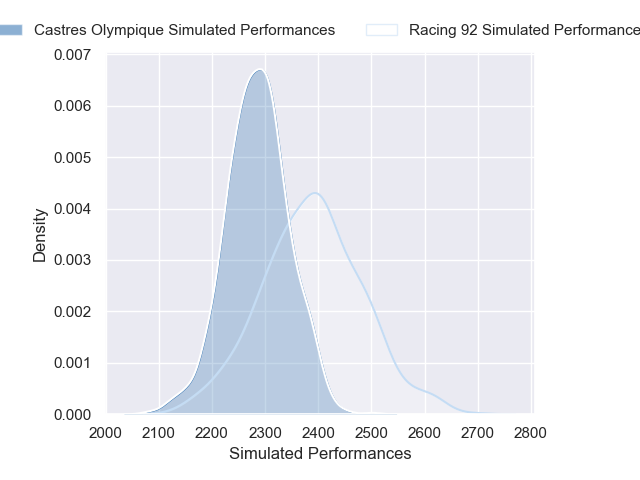 Castres Olympique Simulated Performances
Racing 92 Simulated Performance
0.007
0.006
0.005
0.004
0.003
0.002
0.001
0.000
Density
2000 2100 2200 2300 2400 2500 2600 2700 2800
Simulated Performances